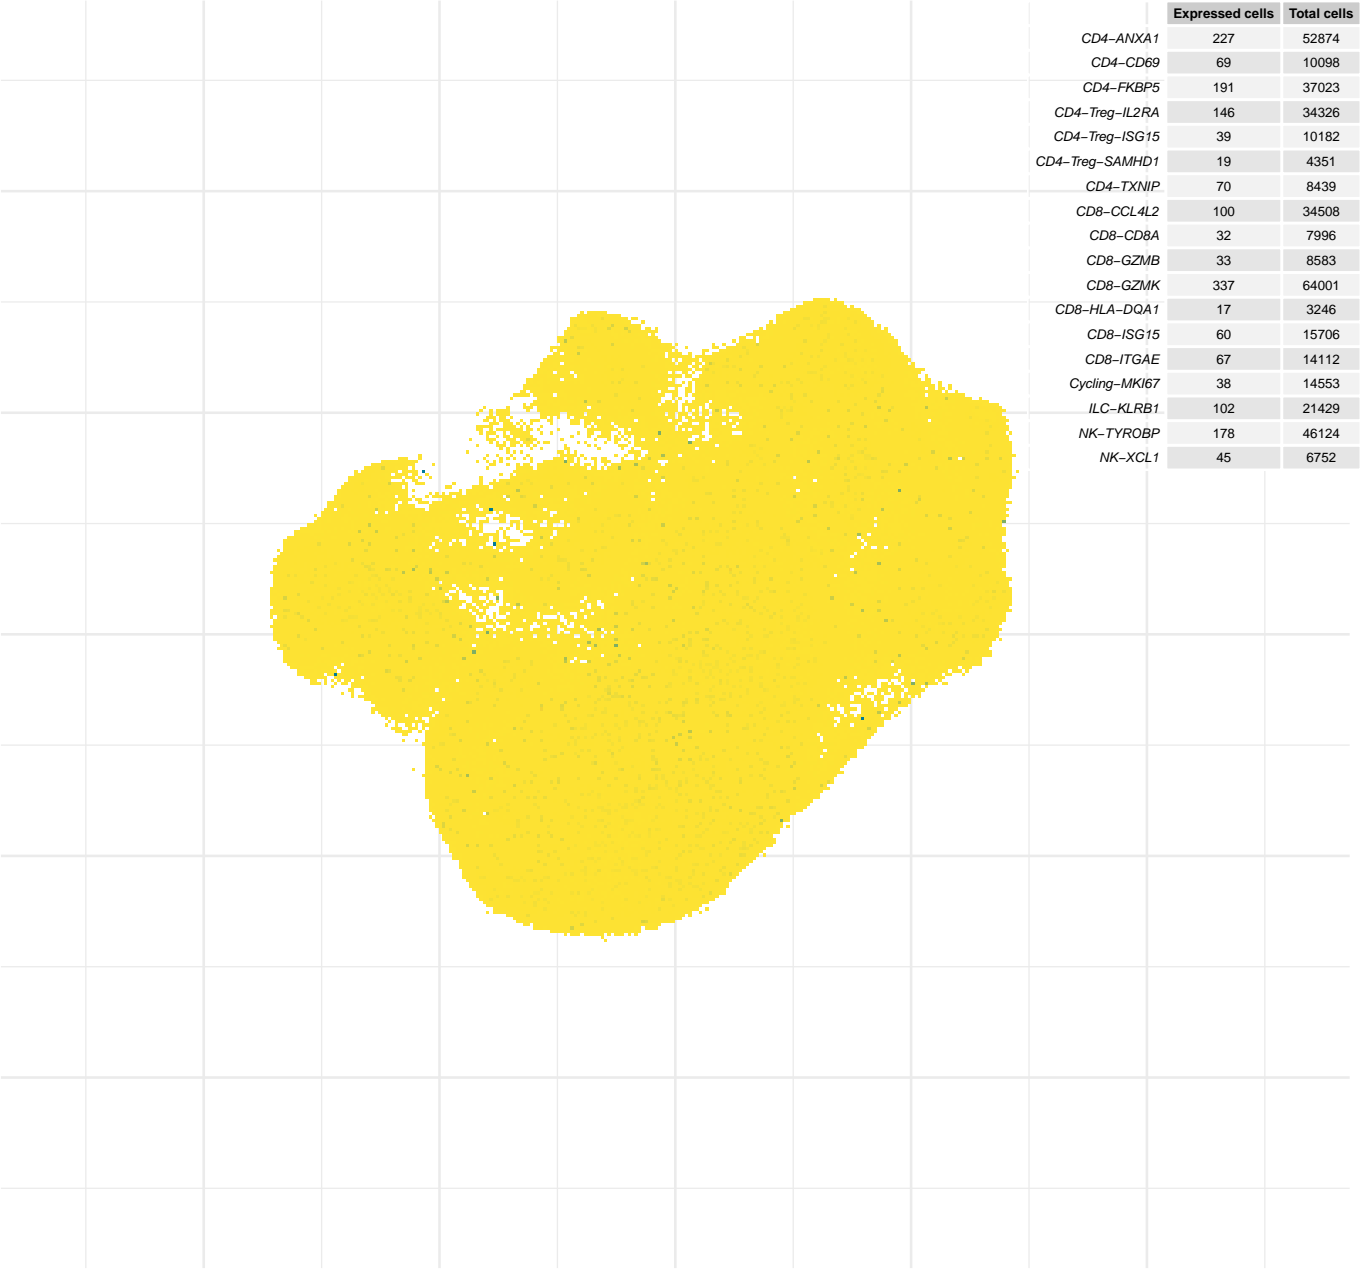 Expressed cells Total cells
CD4−ANXA1 227 52874
CD4−CD69 69 10098
CD4−FKBP5 191 37023
CD4−Treg−IL2RA 146 34326
CD4−Treg−ISG15 39 10182
CD4−Treg−SAMHD1 19 4351
CD4−TXNIP 70 8439
CD8−CCL4L2 100 34508
CD8−CD8A 32 7996
CD8−GZMB 33 8583
CD8−GZMK 337 64001
CD8−HLA−DQA1 17 3246
CD8−ISG15 60 15706
CD8−ITGAE 67 14112
Cycling−MKI67 38 14553
ILC−KLRB1 102 21429
NK−TYROBP 178 46124
NK−XCL1 45 6752